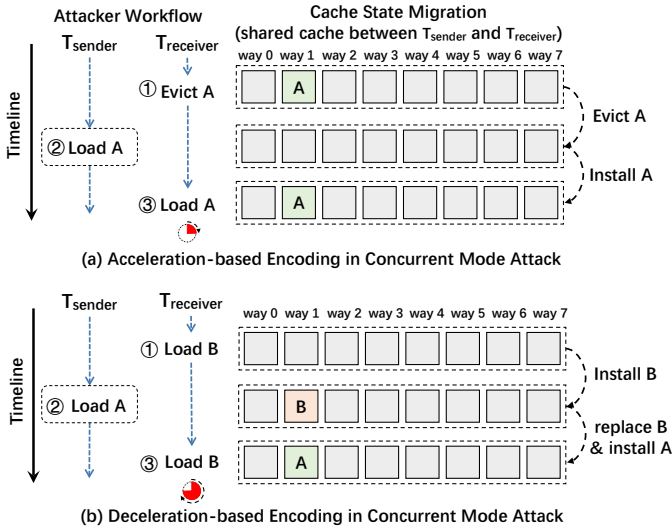 Attacker Workflow
Cache State Migration
(shared cache between Tsender and Treceiver)
Tsender Treceiver
way 0 way 1 way 2 way 3 way 4 way 5 way 6 way 7
Timeline
① Evict A
A
Evict A
② Load A
Install A
③ Load A
A
(a) Acceleration-based Encoding in Concurrent Mode Attack
Tsender Treceiver
way 0 way 1 way 2 way 3 way 4 way 5 way 6 way 7
Timeline
① Load B
Install B
② Load A
B
replace B
& install A
③ Load B
A
(b) Deceleration-based Encoding in Concurrent Mode Attack